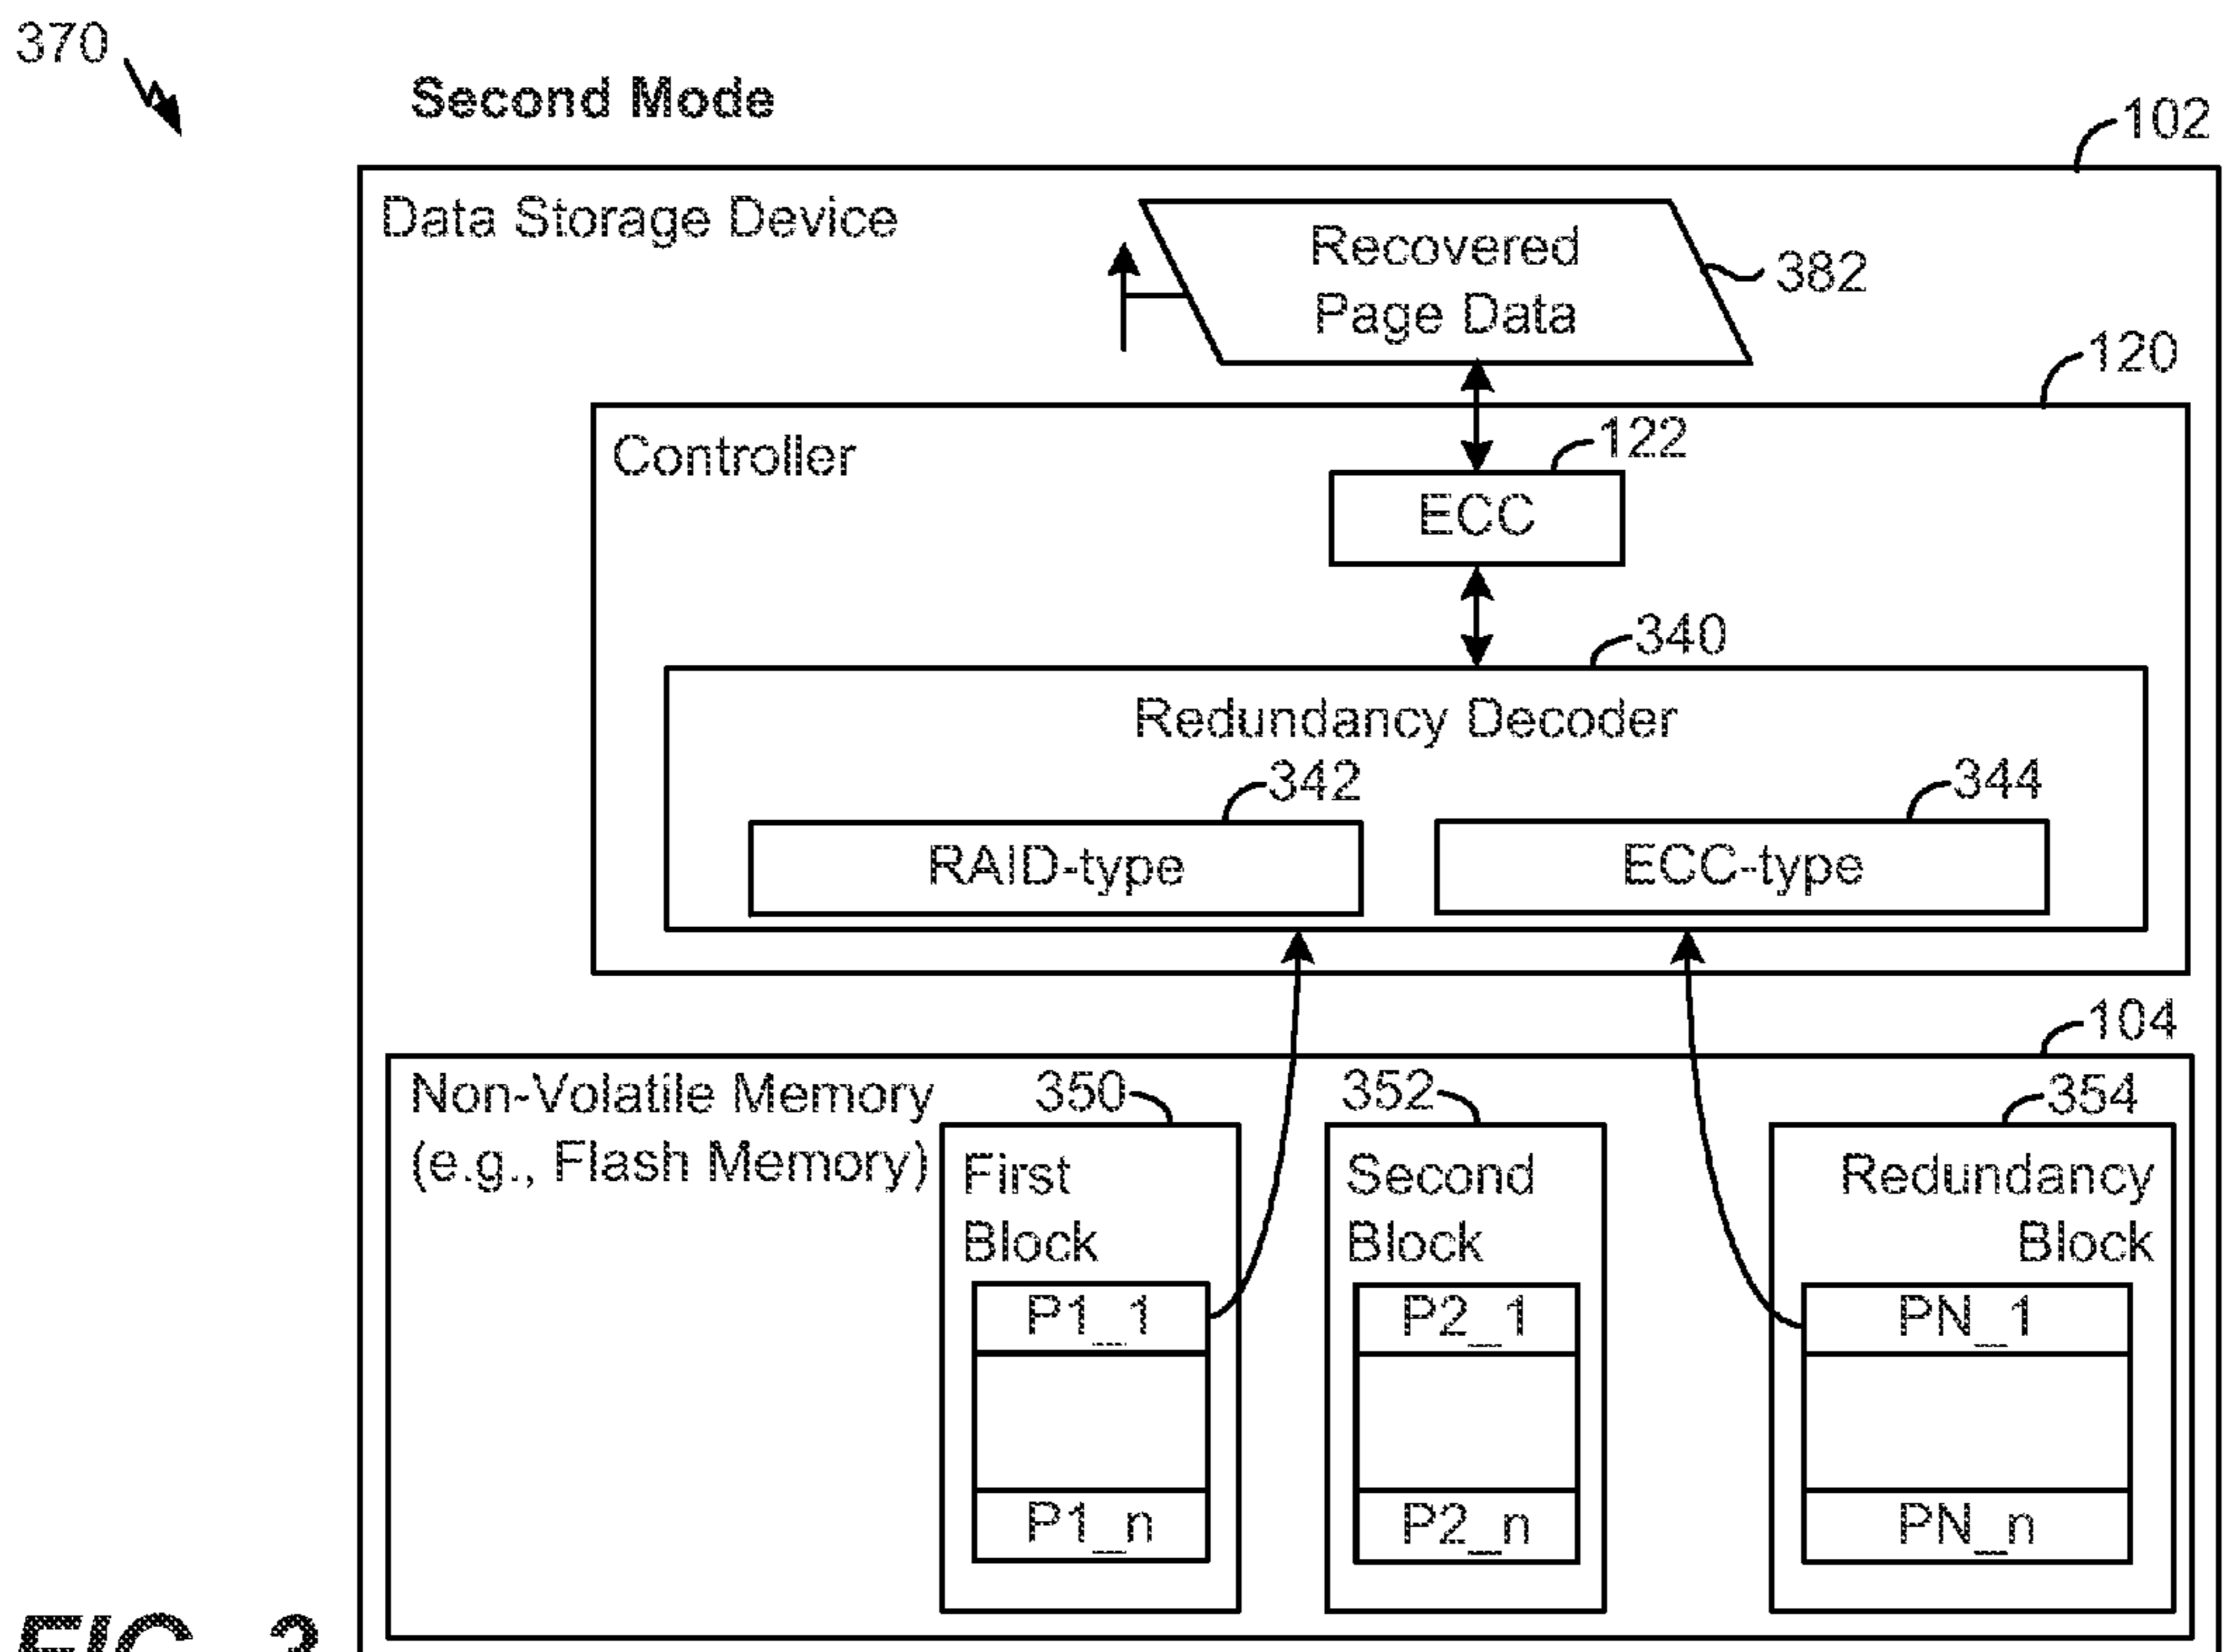 370
Second Mode
102
Data Storage Device
Recovered
Page Data
382
120
Controller
122
ECC
340
Redundancy Decoder
342
344
RAID-type
ECC-type
104
Non-Volatile Memory
(e.g., Flash Memory)
350
352
354
First
Block
Second
Block
Redundancy
Block
P1_1
P2_1
PN_1
P1_n
P2_n
PN_n
FIG. 3